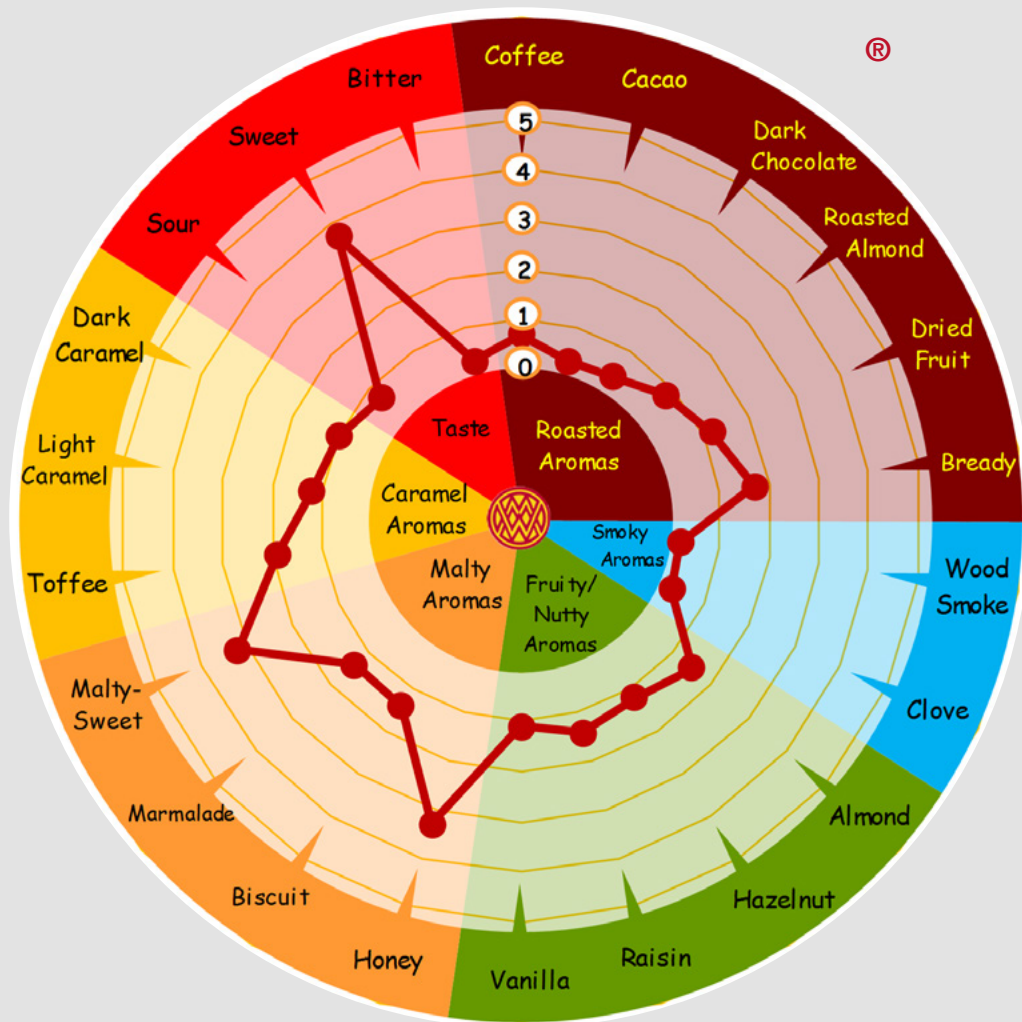 ®
Coffee
Cacao
Dark
Chocolate
Roasted
Almond
Dried
Fruit
Bready
Wood
Smoke
Clove
Almond
Hazelnut
Raisin
Vanilla
Honey
Biscuit
Marmalade
Malty-
Sweet
Toffee
Light
Caramel
Dark
Caramel
Sour
Sweet
Bitter
5
4
3
2
1
0
Taste
Roasted
Aromas
Smoky
Aromas
Fruity/
Nutty
Aromas
Malty
Aromas
Caramel
Aromas